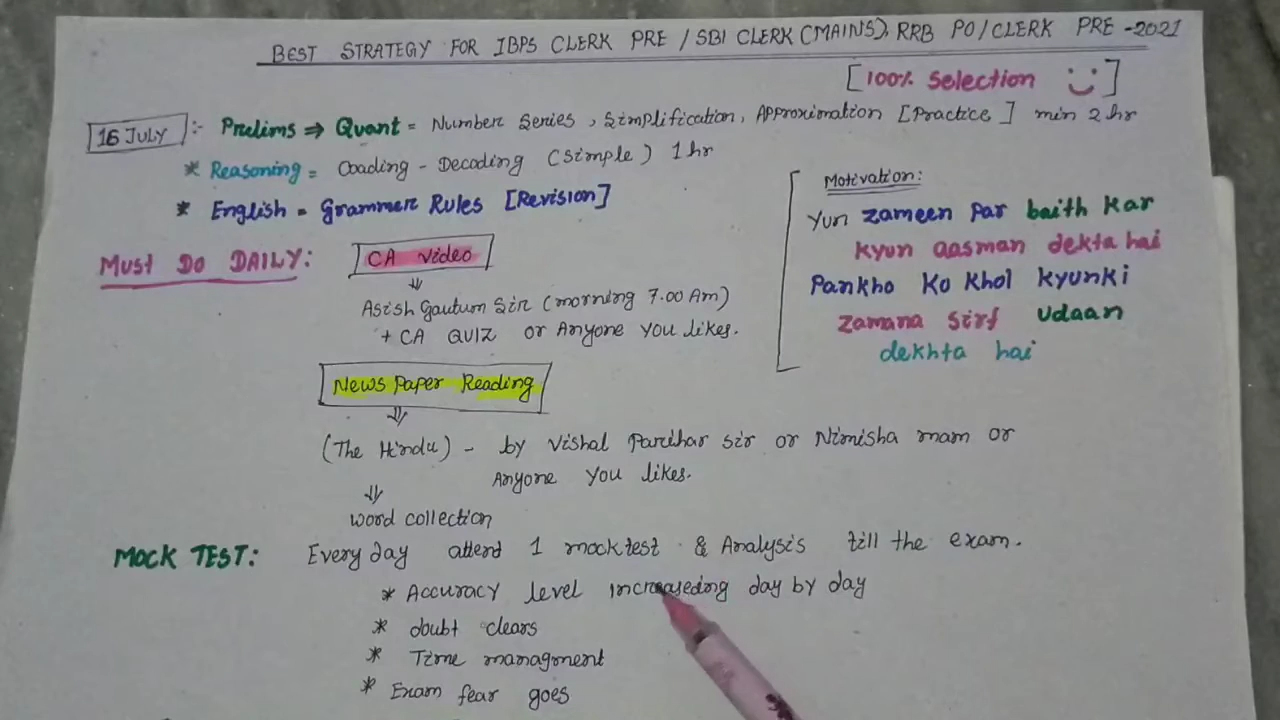 BEST STRATEGY FOR IBPS CLERK PRE / SBI CLERK (MAINS), RRB PO/CLERK PRE -2021
[100% Selection :)]
16 JULY :- Prelims ⇒ Quant = Number Series, Simplification, Approximation [Practice] min 2 hr
* Reasoning = Coading - Decoding (Simple) 1 hr
* English = Grammer Rules [Revision]
Motivation:
Yun zameen par baith kar
kyun aasman dekta hai
Pankho ko khol kyunki
zamana sirf udaan
dekhta hai
MUST DO DAILY:
CA video
⇓
Asish Gautum Sir (morning 7.00 Am)
+ CA QUIZ or Anyone you likes.
News Paper Reading
⇓
(The Hindu) - by Vishal Parihar sir or Nimisha mam or
Anyone you likes.
⇓
word collection
MOCK TEST: Every day attend 1 mock test & Analysis till the exam.
* Accuracy level increaseding day by day
* doubt clears
* Time managment
* Exam fear goes